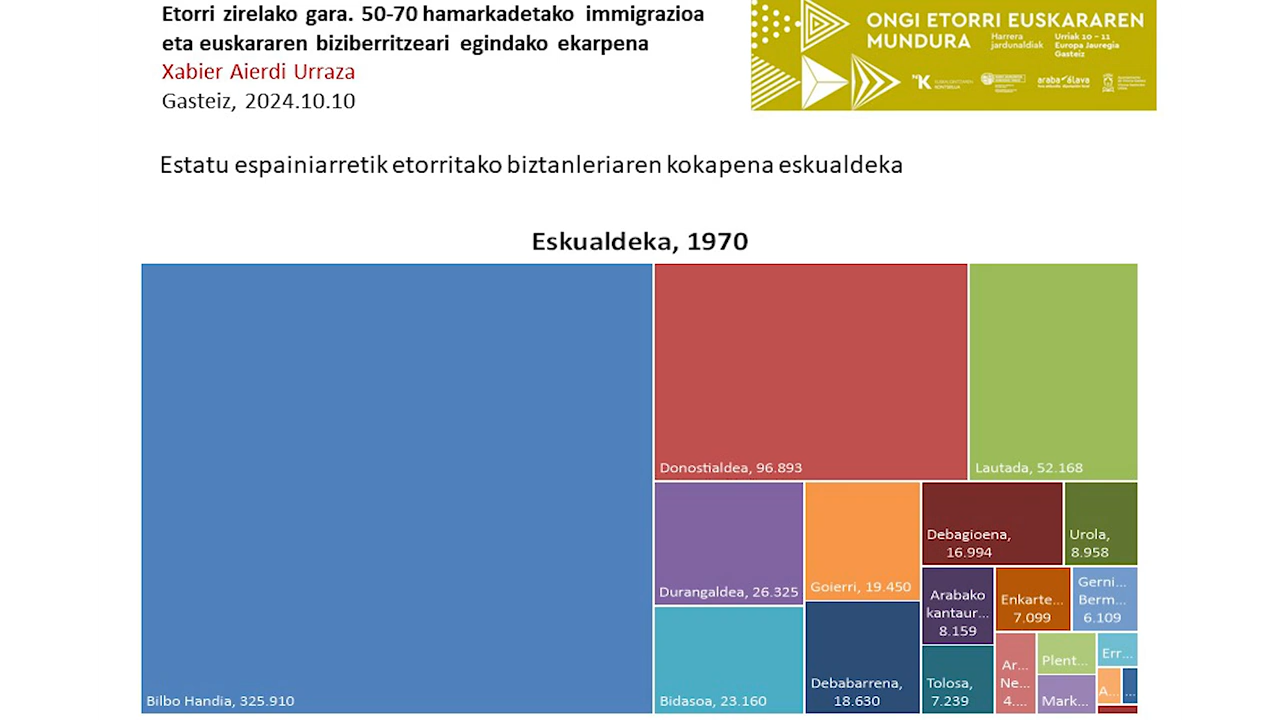 Etorri zirelako gara. 50-70 hamarkadetako immigrazioa
eta euskararen biziberritzeari egindako ekarpena
Xabier Aierdi Urraza
Gasteiz, 2024.10.10
ONGI ETORRI EUSKARAREN
MUNDURA
Harrera
jardunaldiak
Urriak 10 – 11
Europa Jauregia
Gasteiz
araba álava
Estatu espainiarretik etorritako biztanleriaren kokapena eskualdeka
Eskualdeka, 1970
Bilbo Handia, 325.910
Donostialdea, 96.893
Lautada, 52.168
Durangaldea, 26.325
Bidasoa, 23.160
Goierri, 19.450
Debabarrena,
18.630
Debagioena,
16.994
Urola,
8.958
Arabako
kantaur...
8.159
Tolosa,
7.239
Enkarte...
7.099
Gerni...
Berm...
6.109
Ar...
Ne...
4....
Plent...
Mark...
Err...
A...
...